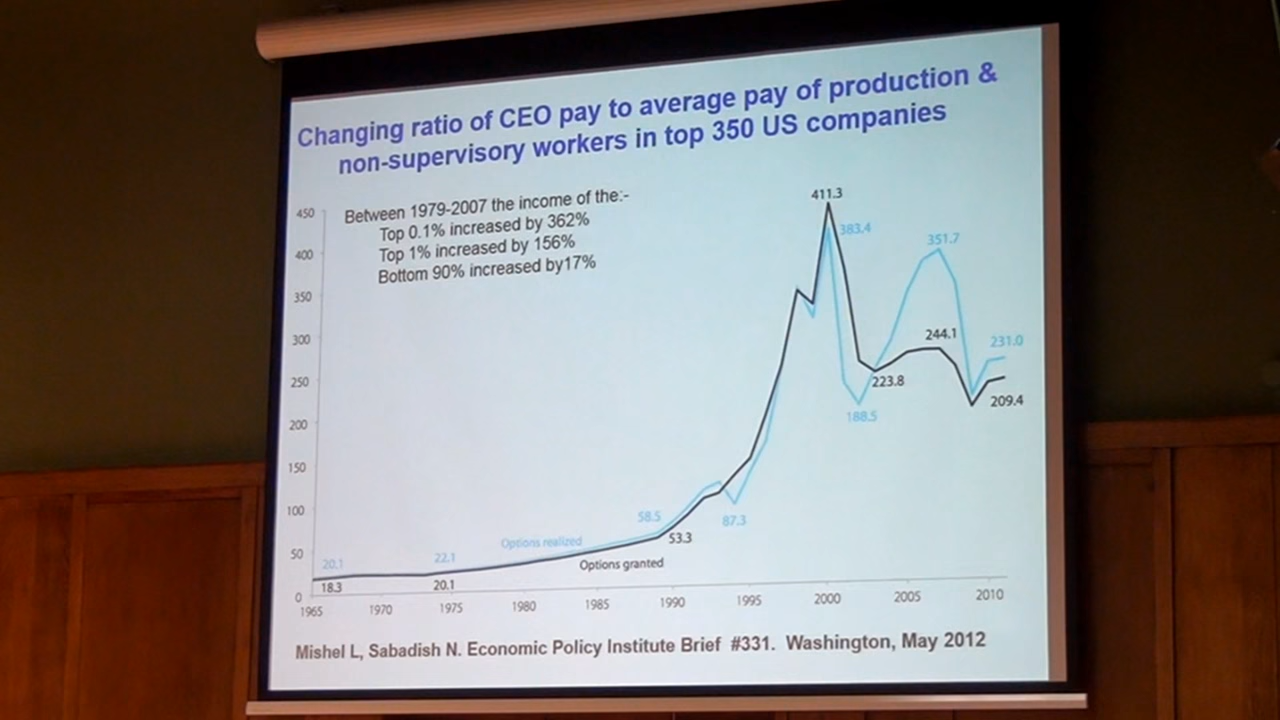 Changing ratio of CEO pay to average pay of production &
non-supervisory workers in top 350 US companies
Between 1979-2007 the income of the:-
Top 0.1% increased by 362%
Top 1% increased by 156%
Bottom 90% increased by17%
450
400
350
300
250
200
150
100
50
0
411.3
383.4
351.7
244.1
231.0
223.8
209.4
188.5
87.3
58.5
53.3
Options realized
Options granted
20.1
22.1
18.3
20.1
1965 1970 1975 1980 1985 1990 1995 2000 2005 2010
Mishel L, Sabadish N. Economic Policy Institute Brief #331. Washington, May 2012